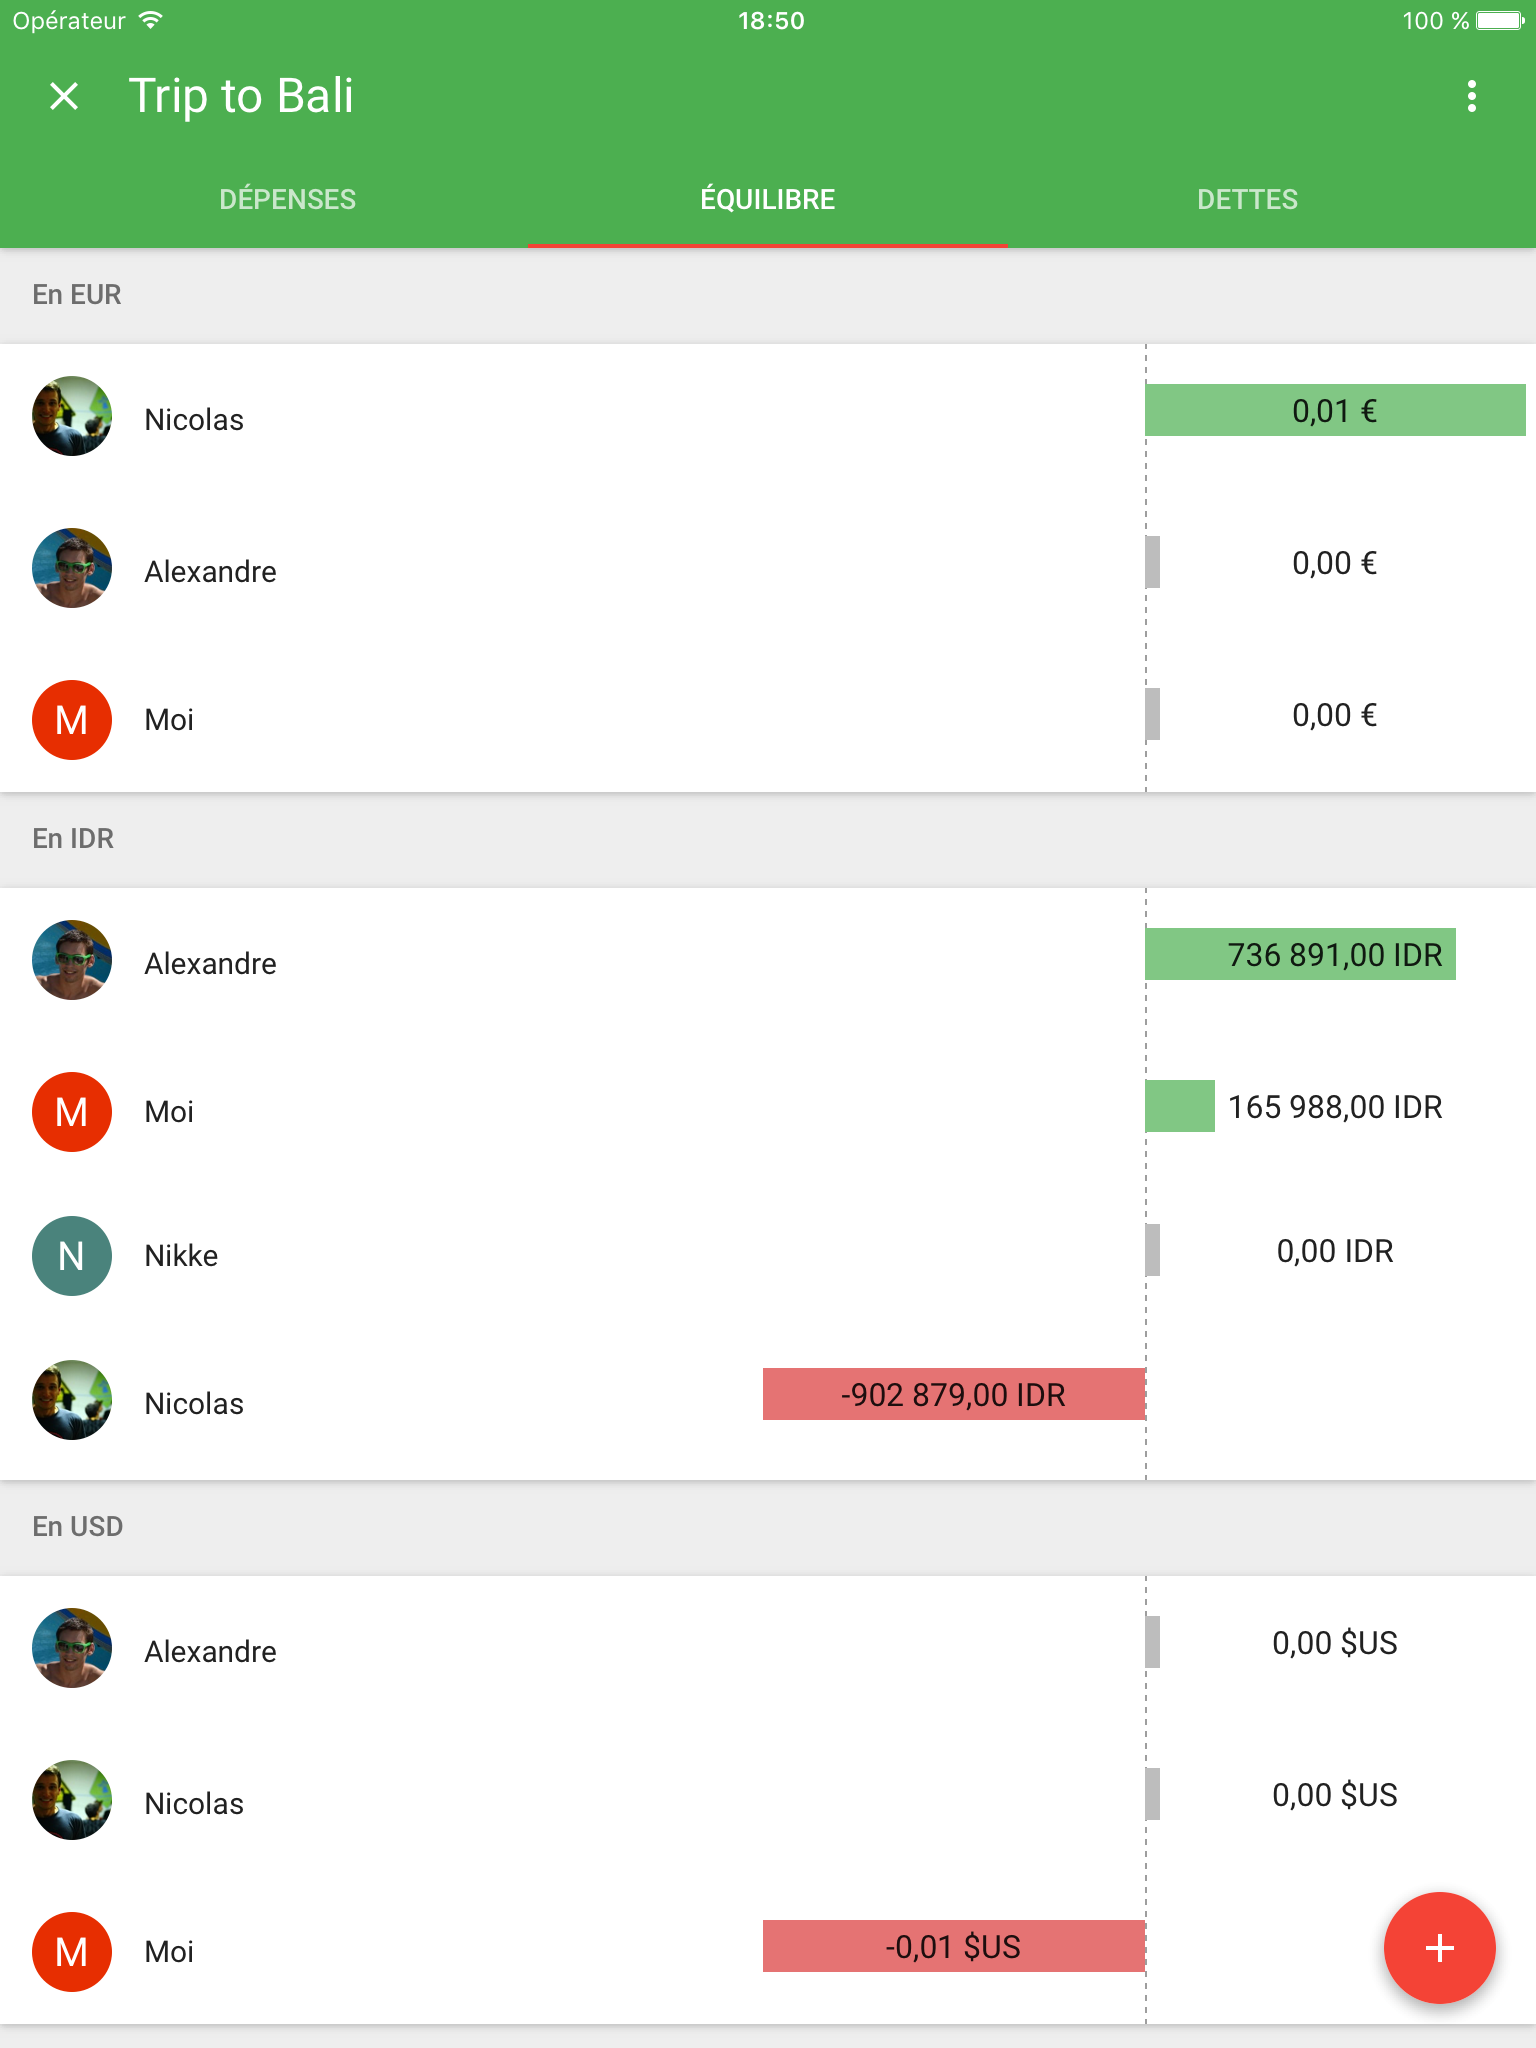 Opérateur 18:50 100 %
Trip to Bali
DÉPENSES ÉQUILIBRE DETTES
En EUR
Nicolas 0,01 €
Alexandre 0,00 €
M Moi 0,00 €
En IDR
Alexandre 736 891,00 IDR
M Moi 165 988,00 IDR
N Nikke 0,00 IDR
Nicolas -902 879,00 IDR
En USD
Alexandre 0,00 $US
Nicolas 0,00 $US
M Moi -0,01 $US